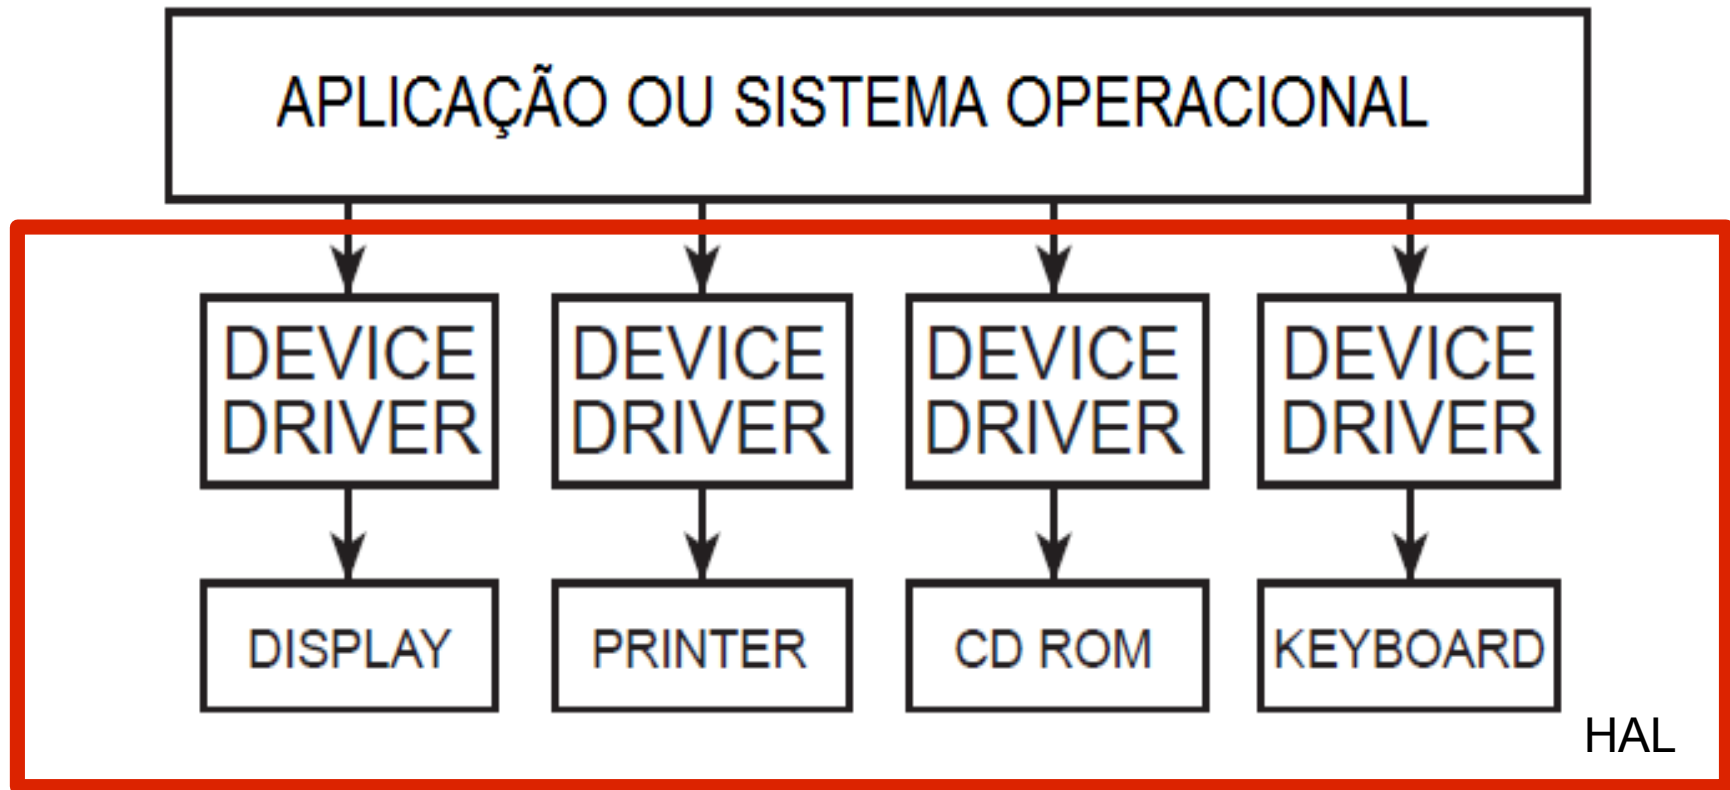 APLICAÇÃO OU SISTEMA OPERACIONAL
DEVICE
DRIVER
DEVICE
DRIVER
DEVICE
DRIVER
DEVICE
DRIVER
DISPLAY
PRINTER
CD ROM
KEYBOARD
HAL